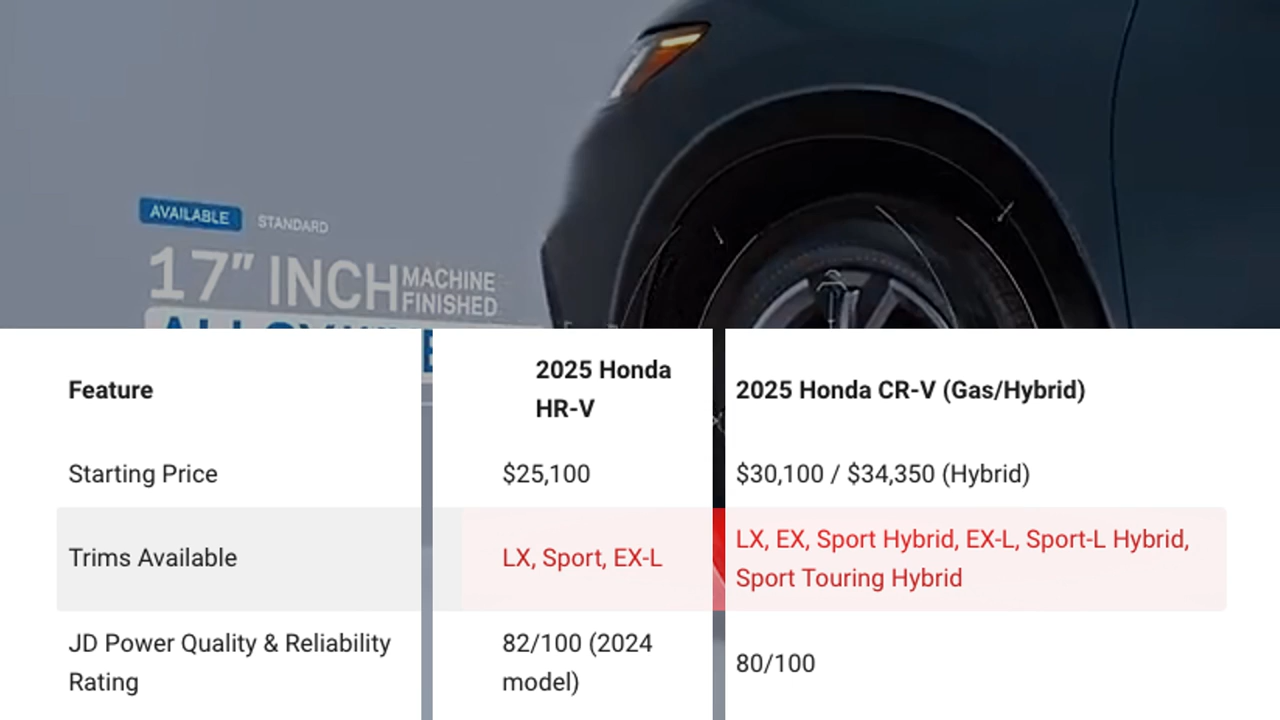 AVAILABLE STANDARD
17" INCH MACHINE
FINISHED
Feature
2025 Honda
HR-V
2025 Honda CR-V (Gas/Hybrid)
Starting Price
$25,100
$30,100 / $34,350 (Hybrid)
Trims Available
LX, Sport, EX-L
LX, EX, Sport Hybrid, EX-L, Sport-L Hybrid,
Sport Touring Hybrid
JD Power Quality & Reliability
Rating
82/100 (2024
model)
80/100